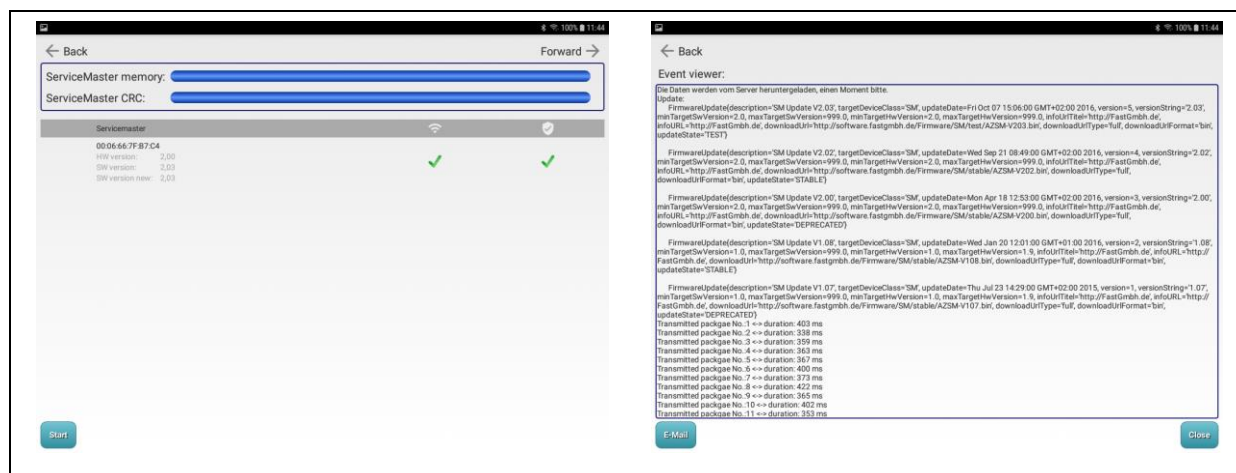 100% 11:44
Back
Forward
ServiceMaster memory:
ServiceMaster CRC:
Servicemaster
00:06:66:7F:B7:C4
HW version: 2,00
SW version: 2,03
SW version new: 2,03
Start
100% 11:44
Back
Event viewer:
Die Daten werden vom Server heruntergeladen, einen Moment bitte.
Update:
FirmwareUpdate{description='SM Update V2.03', targetDeviceClass='SM', updateDate=Fri Oct 07 15:06:00 GMT+02:00 2016, version=5, versionString='2.03',
minTargetSwVersion=2.0, maxTargetSwVersion=999.0, minTargetHwVersion=2.0, maxTargetHwVersion=999.0, infoUrlTitel='http://FastGmbh.de',
infoURL='http://FastGmbh.de', downloadUrl='http://software.fastgmbh.de/Firmware/SM/test/AZSM-V203.bin', downloadUrlType='full', downloadUrlFormat='bin',
updateState='TEST'}
FirmwareUpdate{description='SM Update V2.02', targetDeviceClass='SM', updateDate=Wed Sep 21 08:49:00 GMT+02:00 2016, version=4, versionString='2.02',
minTargetSwVersion=2.0, maxTargetSwVersion=999.0, minTargetHwVersion=2.0, maxTargetHwVersion=999.0, infoUrlTitel='http://FastGmbh.de',
infoURL='http://FastGmbh.de', downloadUrl='http://software.fastgmbh.de/Firmware/SM/stable/AZSM-V202.bin', downloadUrlType='full',
downloadUrlFormat='bin', updateState='STABLE'}
FirmwareUpdate{description='SM Update V2.00', targetDeviceClass='SM', updateDate=Mon Apr 18 12:53:00 GMT+02:00 2016, version=3, versionString='2.00',
minTargetSwVersion=2.0, maxTargetSwVersion=999.0, minTargetHwVersion=2.0, maxTargetHwVersion=999.0, infoUrlTitel='http://FastGmbh.de',
infoURL='http://FastGmbh.de', downloadUrl='http://software.fastgmbh.de/Firmware/SM/stable/AZSM-V200.bin', downloadUrlType='full',
downloadUrlFormat='bin', updateState='DEPRECATED'}
FirmwareUpdate{description='SM Update V1.08', targetDeviceClass='SM', updateDate=Wed Jan 20 12:01:00 GMT+01:00 2016, version=2, versionString='1.08',
minTargetSwVersion=1.0, maxTargetSwVersion=999.0, minTargetHwVersion=1.0, maxTargetHwVersion=1.9, infoUrlTitel='http://FastGmbh.de', infoURL='http://
FastGmbh.de', downloadUrl='http://software.fastgmbh.de/Firmware/SM/stable/AZSM-V108.bin', downloadUrlType='full', downloadUrlFormat='bin',
updateState='STABLE'}
FirmwareUpdate{description='SM Update V1.07', targetDeviceClass='SM', updateDate=Thu Jul 23 14:29:00 GMT+02:00 2015, version=1, versionString='1.07',
minTargetSwVersion=1.0, maxTargetSwVersion=999.0, minTargetHwVersion=1.0, maxTargetHwVersion=1.9, infoUrlTitel='http://FastGmbh.de', infoURL='http://
FastGmbh.de', downloadUrl='http://software.fastgmbh.de/Firmware/SM/stable/AZSM-V107.bin', downloadUrlType='full', downloadUrlFormat='bin',
updateState='DEPRECATED'}
Transmitted packgae No.:1 <-> duration: 403 ms
Transmitted packgae No.:2 <-> duration: 338 ms
Transmitted packgae No.:3 <-> duration: 359 ms
Transmitted packgae No.:4 <-> duration: 363 ms
Transmitted packgae No.:5 <-> duration: 367 ms
Transmitted packgae No.:6 <-> duration: 400 ms
Transmitted packgae No.:7 <-> duration: 373 ms
Transmitted packgae No.:8 <-> duration: 422 ms
Transmitted packgae No.:9 <-> duration: 365 ms
Transmitted packgae No.:10 <-> duration: 402 ms
Transmitted packgae No.:11 <-> duration: 353 ms
E-Mail
Close